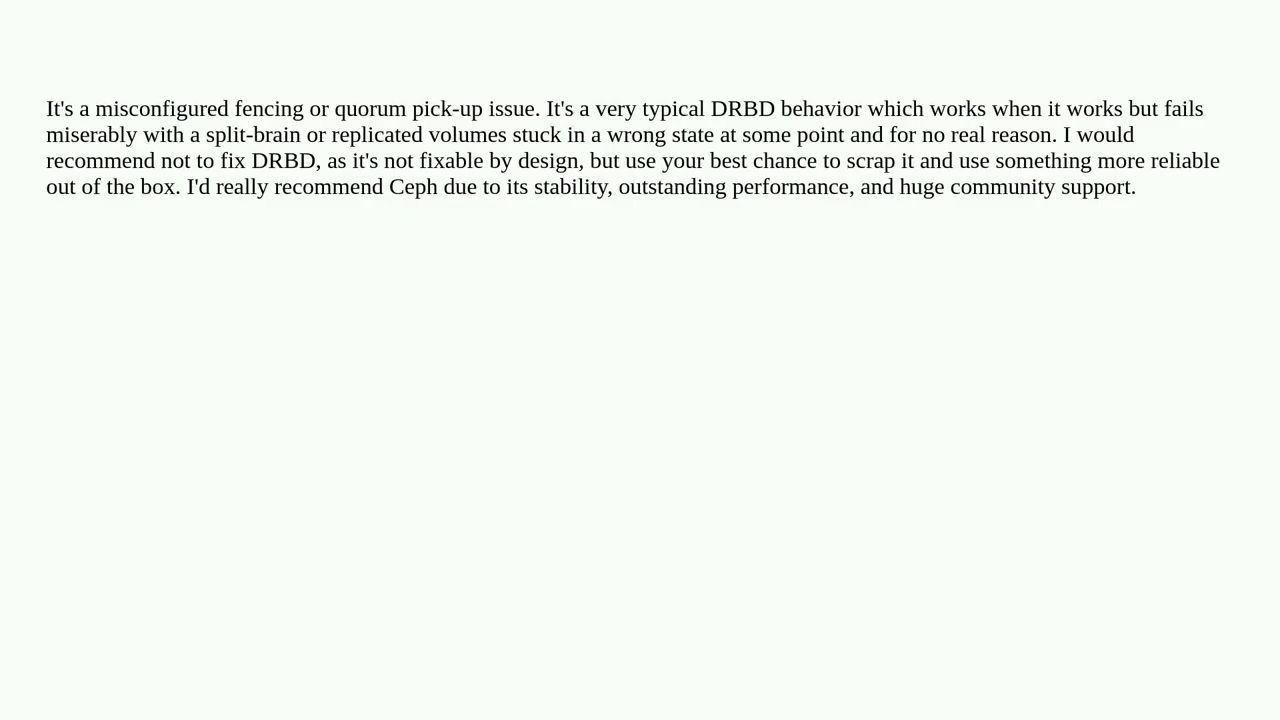 It's a misconfigured fencing or quorum pick-up issue. It's a very typical DRBD behavior which works when it works but fails
miserably with a split-brain or replicated volumes stuck in a wrong state at some point and for no real reason. I would
recommend not to fix DRBD, as it's not fixable by design, but use your best chance to scrap it and use something more reliable
out of the box. I'd really recommend Ceph due to its stability, outstanding performance, and huge community support.